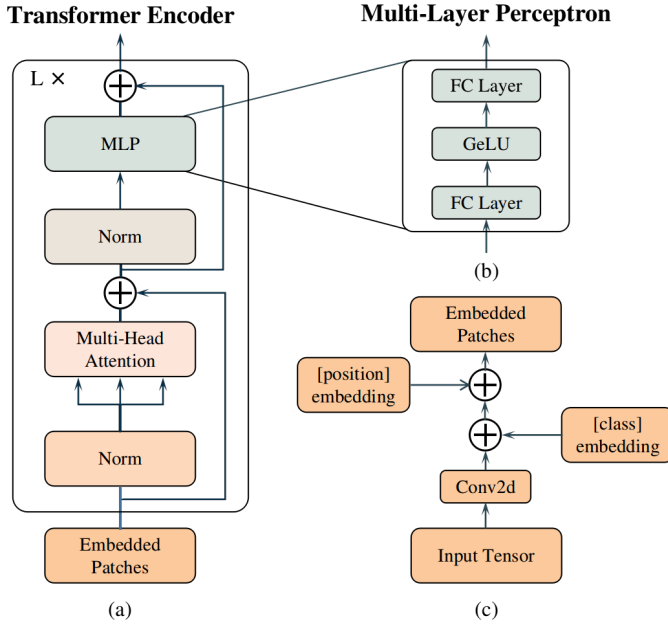 Transformer Encoder
L ×
MLP
Norm
Multi-Head
Attention
Norm
Embedded
Patches
(a)
Multi-Layer Perceptron
FC Layer
GeLU
FC Layer
(b)
Embedded
Patches
[position]
embedding
[class]
embedding
Conv2d
Input Tensor
(c)